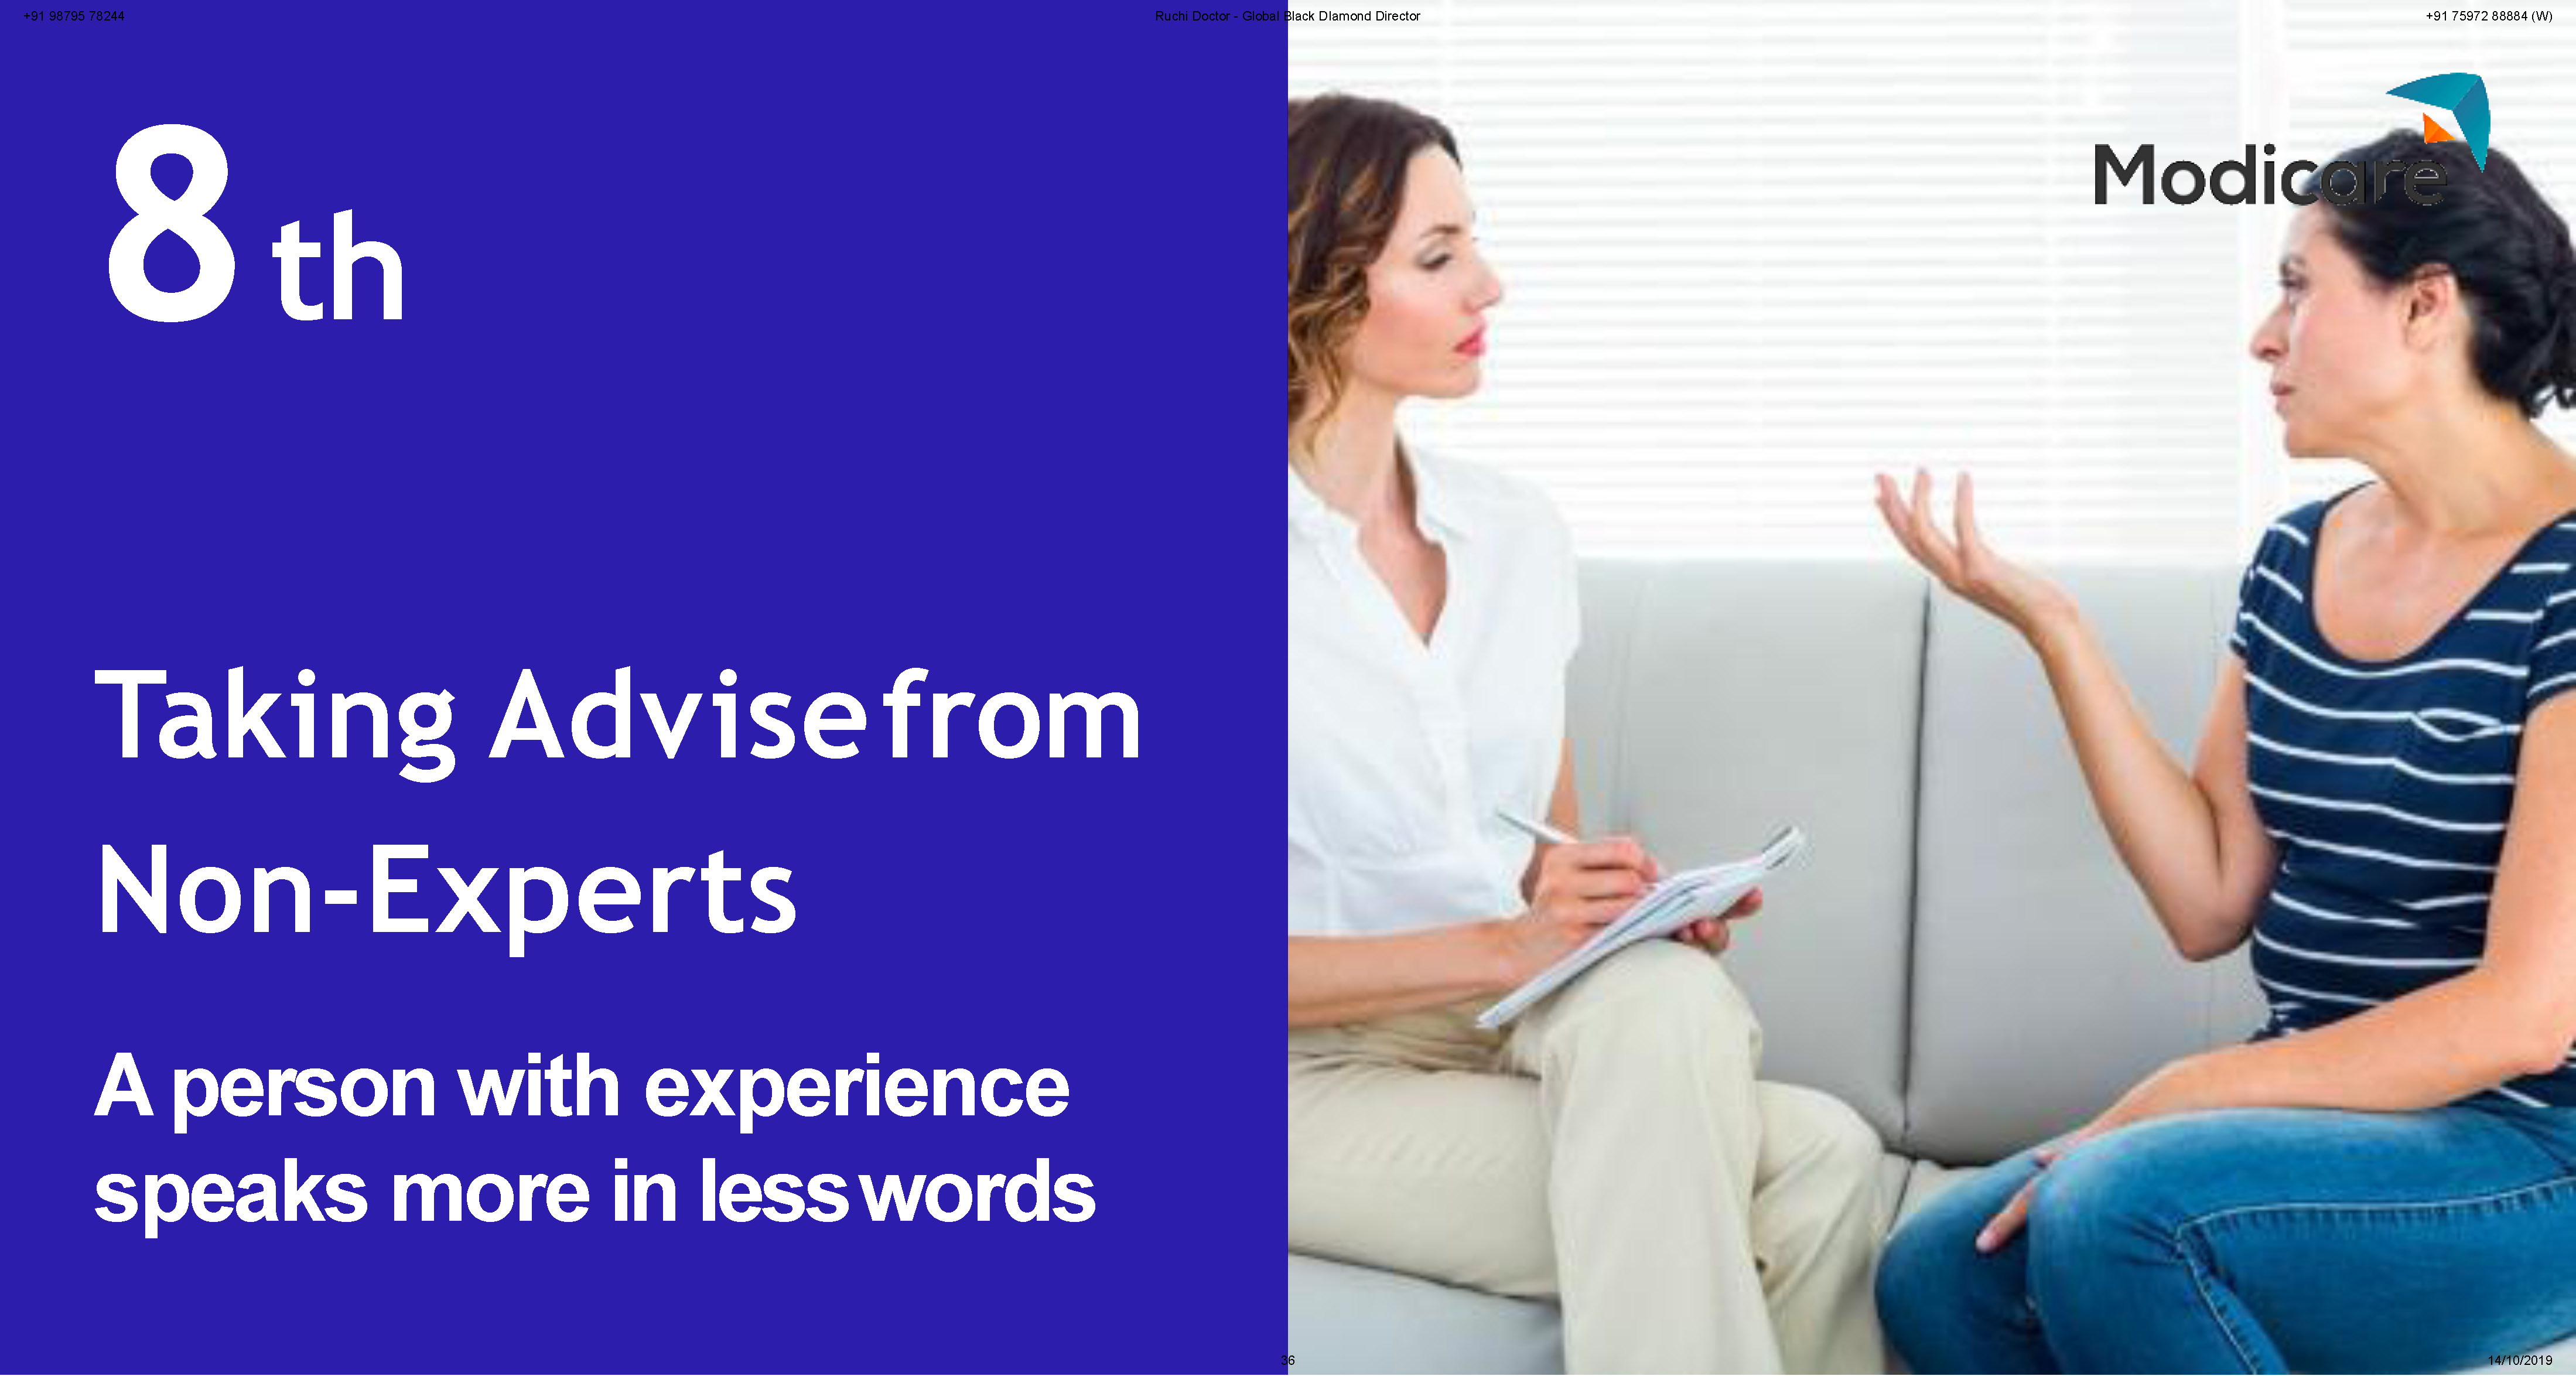 +91 98795 78244
Ruchi Doctor - Global Black DIamond Director
+91 75972 88884 (W)
Modicare
8 th
Taking Advise from
Non-Experts
A person with experience
speaks more in less words
36
14/10/2019